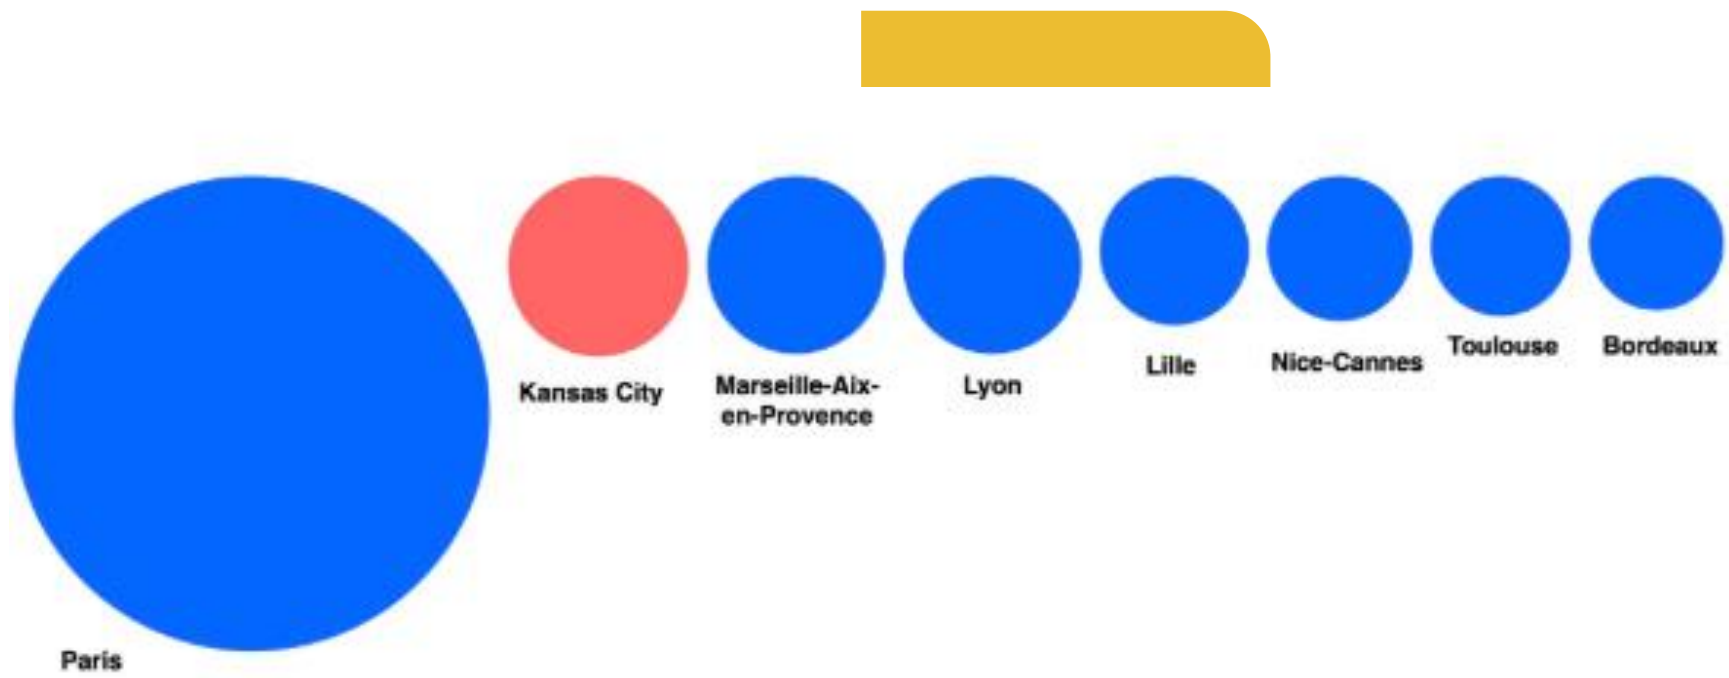 Paris
Kansas City
Marseille-Aix-
en-Provence
Lyon
Lille
Nice-Cannes
Toulouse
Bordeaux